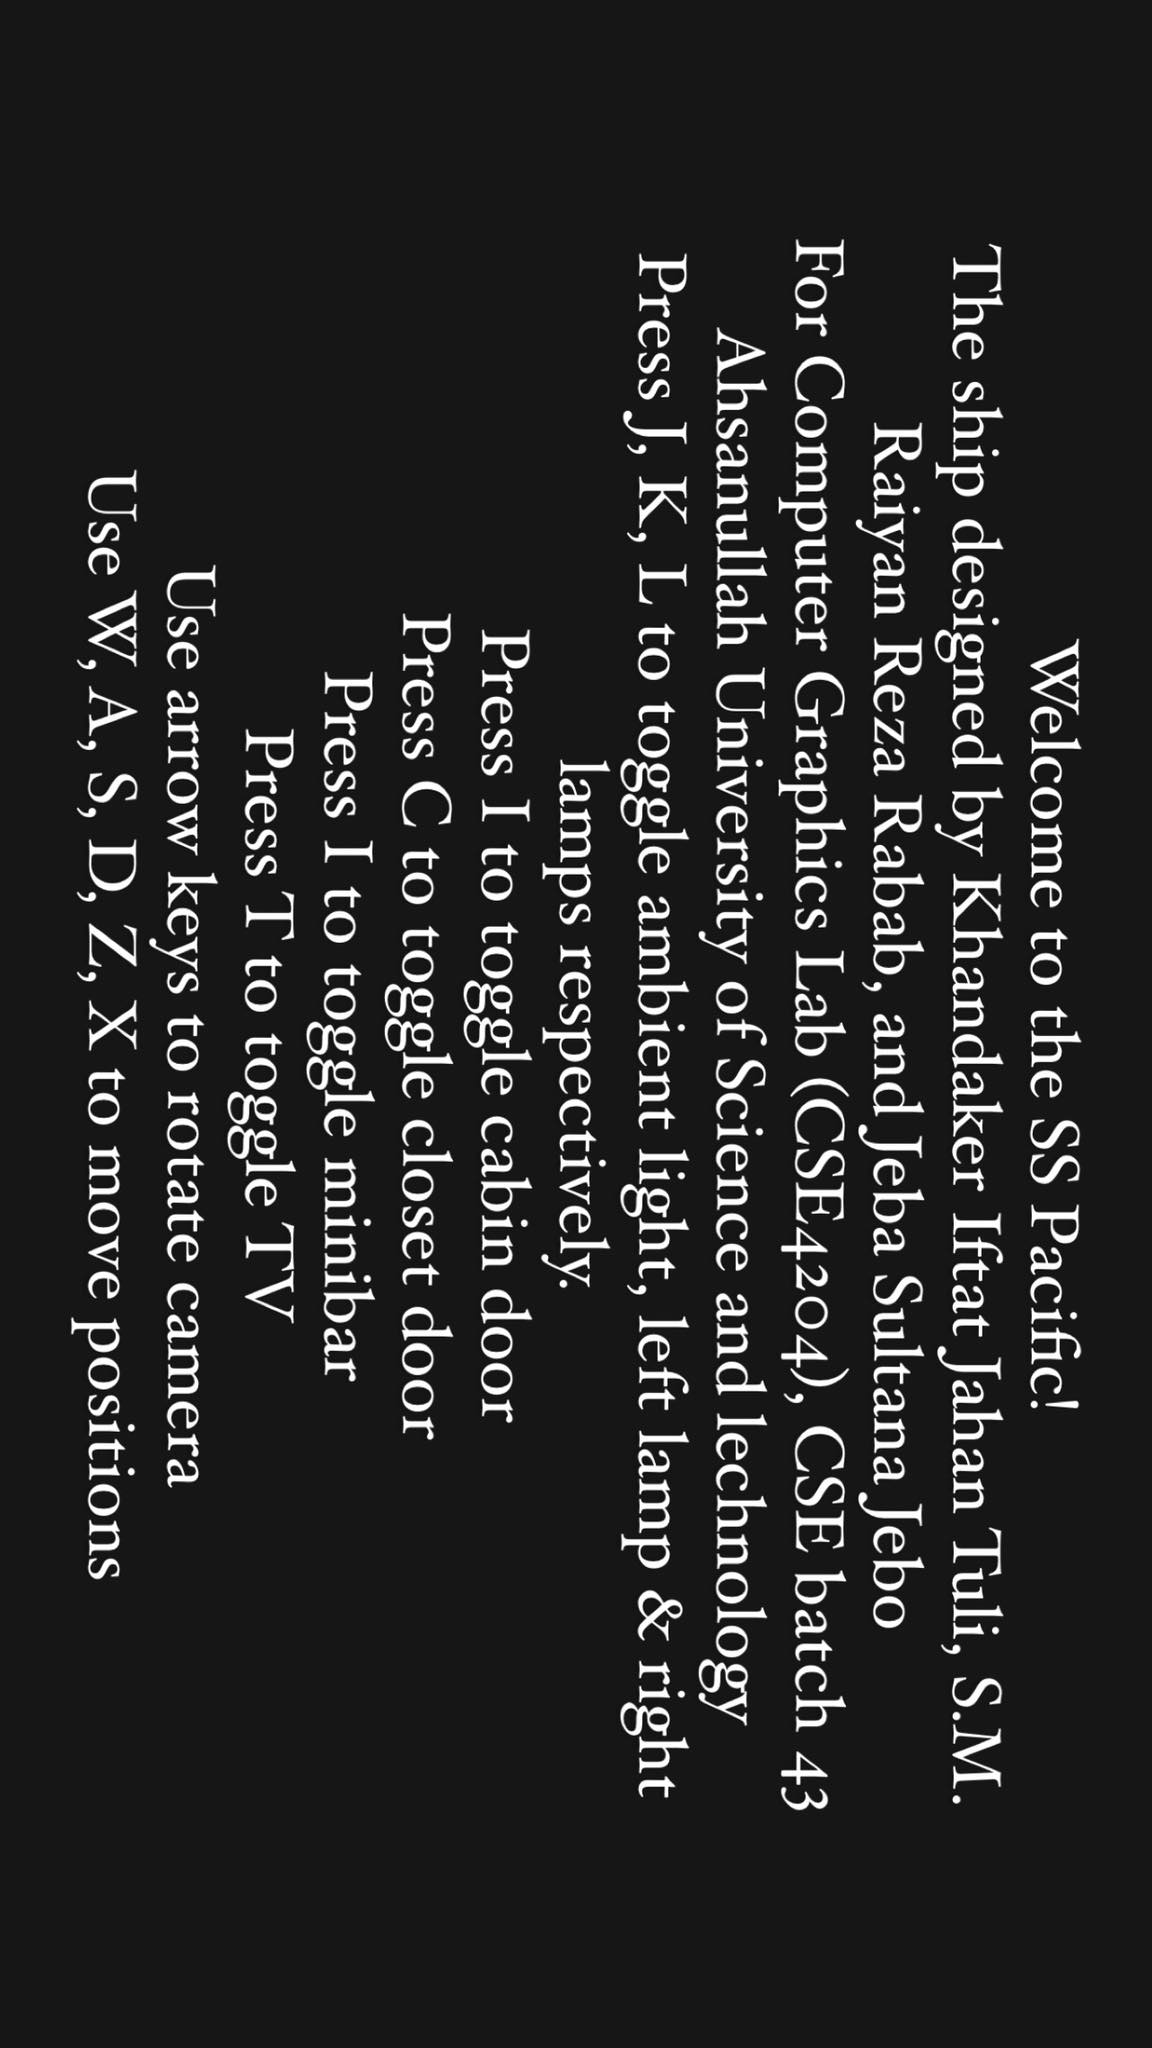 Welcome to the SS Pacific!
The ship designed by Khandaker Iftat Jahan Tuli, S.M.
Raiyan Reza Rabab, and Jeba Sultana Jebo
For Computer Graphics Lab (CSE4204), CSE batch 43
Ahsanullah University of Science and lechnology
Press J, K, L to toggle ambient light, left lamp & right
lamps respectively.
Press I to toggle cabin door
Press C to toggle closet door
Press I to toggle minibar
Press T to toggle TV
Use arrow keys to rotate camera
Use W, A, S, D, Z, X to move positions